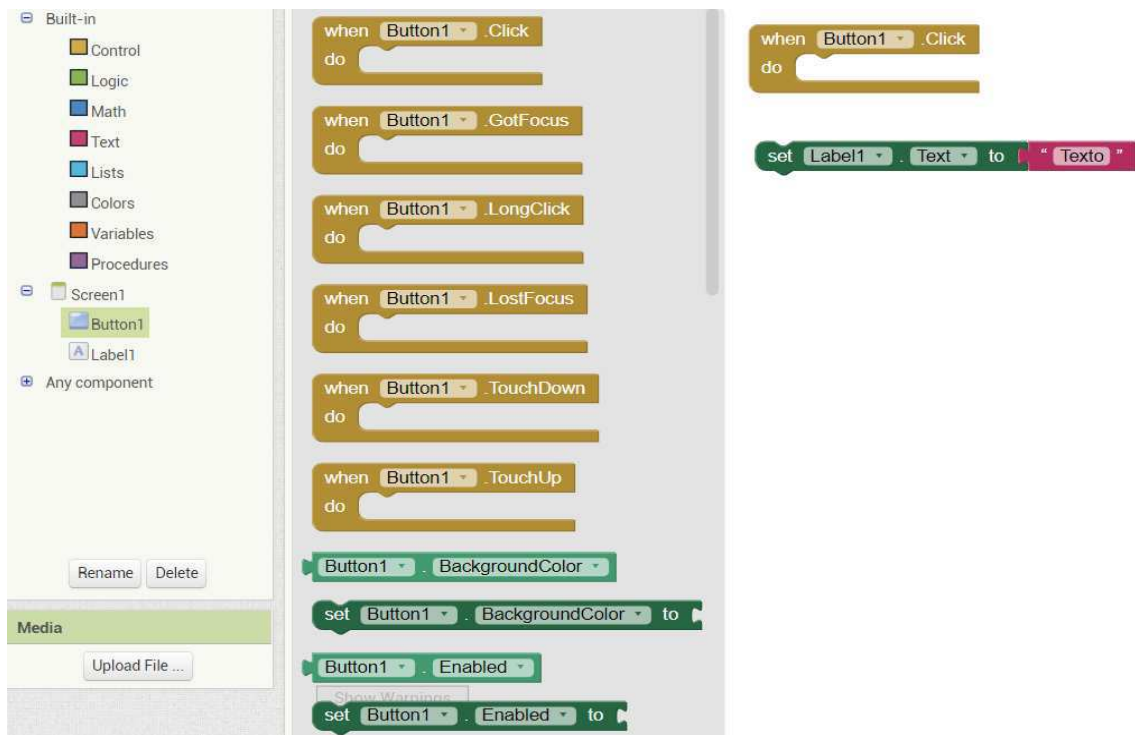 Built-in
Control
Logic
Math
Text
Lists
Colors
Variables
Procedures
Screen1
Button1
Label1
Any component
Rename Delete
Media
Upload File ...
when Button1 .Click
do
when Button1 .GotFocus
do
when Button1 .LongClick
do
when Button1 .LostFocus
do
when Button1 .TouchDown
do
when Button1 .TouchUp
do
Button1 . BackgroundColor
set Button1 . BackgroundColor to
Button1 . Enabled
Show Warnings
set Button1 . Enabled to
when Button1 .Click
do
set Label1 . Text to “ Texto ”